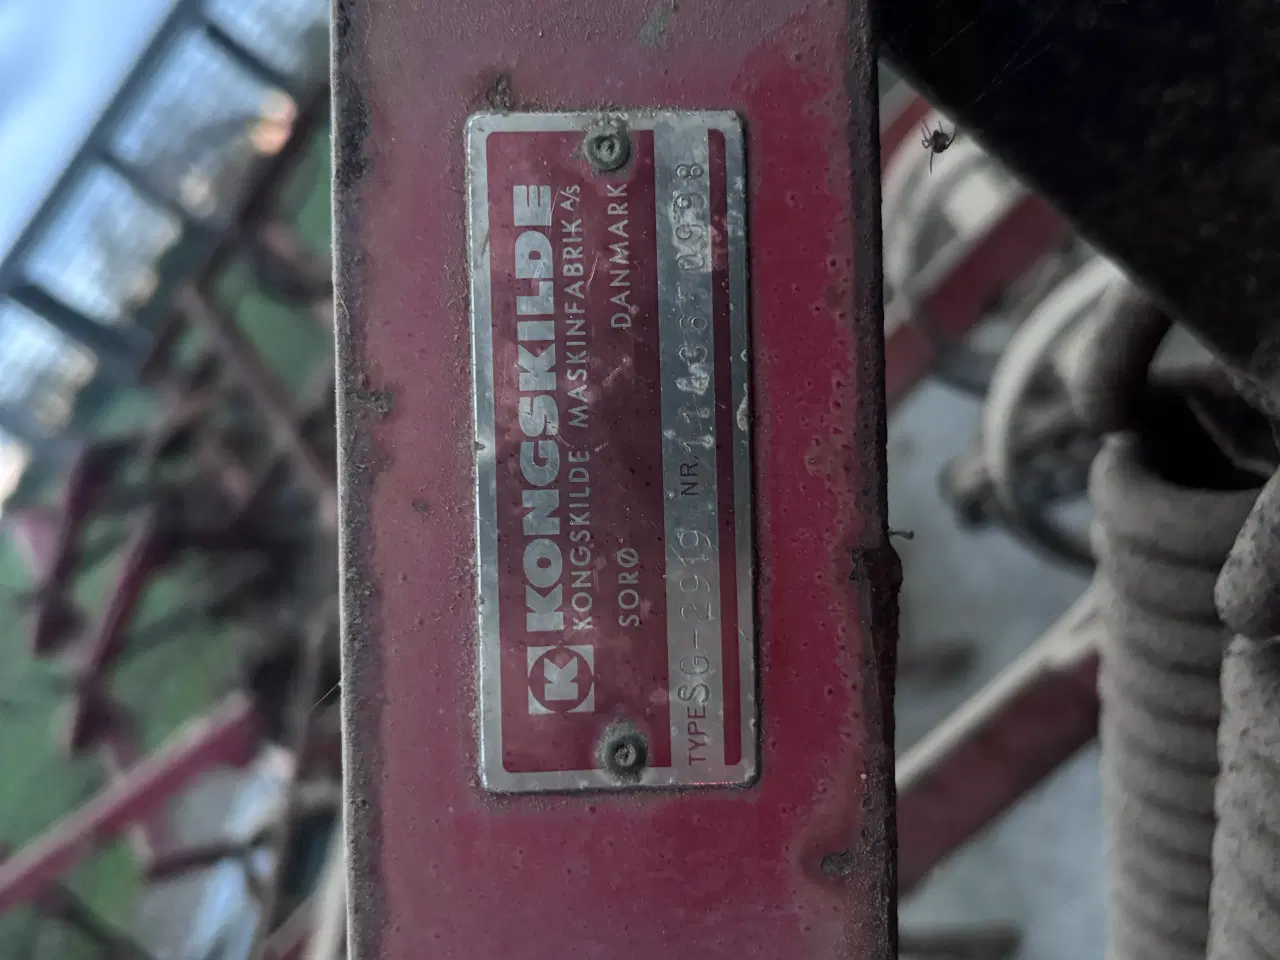 K KONGSKILDE
KONGSKILDE MASKINFABRIK A/S
SORØ DANMARK
TYPE SG-2919 NR.